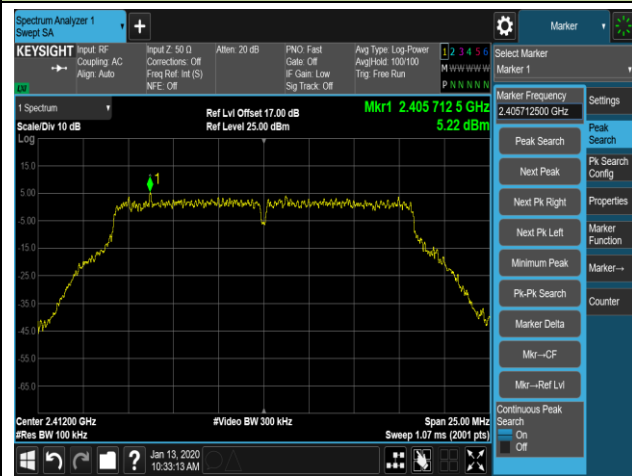 Spectrum Analyzer 1
Swept SA
+
Marker
KEYSIGHT
Input: RF
Coupling: AC
Align: Auto
Input Z: 50 Ω
Corrections: Off
Freq Ref: Int (S)
NFE: Off
Atten: 20 dB
PNO: Fast
Gate: Off
IF Gain: Low
Sig Track: Off
Avg Type: Log-Power
Avg|Hold: 100/100
Trig: Free Run
1 2 3 4 5 6
M W W W W W
P N N N N N
LXI
1 Spectrum
Scale/Div 10 dB
Log
Ref Lvl Offset 17.00 dB
Ref Level 25.00 dBm
Mkr1 2.405 712 5 GHz
5.22 dBm
15.0
5.00
-5.00
-15.0
-25.0
-35.0
-45.0
-55.0
-65.0
1
Center 2.41200 GHz
#Res BW 100 kHz
#Video BW 300 kHz
Span 25.00 MHz
Sweep 1.07 ms (2001 pts)
Select Marker
Marker 1
Marker Frequency
2.405712500 GHz
Peak Search
Next Peak
Next Pk Right
Next Pk Left
Minimum Peak
Pk-Pk Search
Marker Delta
Mkr→CF
Mkr→Ref Lvl
Continuous Peak
Search
On
Off
Settings
Peak
Search
Pk Search
Config
Properties
Marker
Function
Marker→
Counter
?
Jan 13, 2020
10:33:13 AM